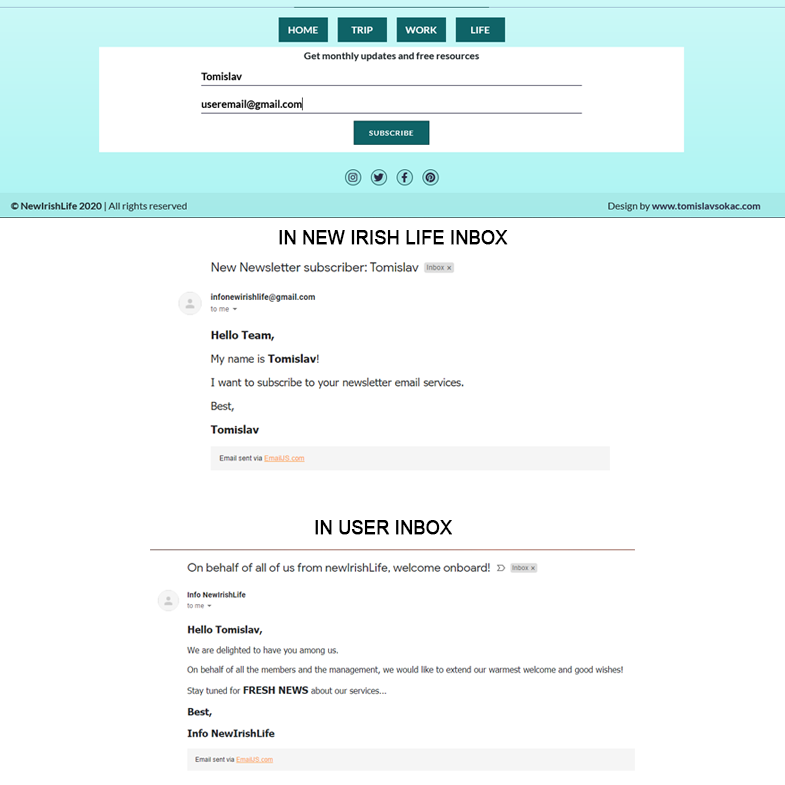 HOME TRIP WORK LIFE
Get monthly updates and free resources
Tomislav
useremail@gmail.com
SUBSCRIBE
© NewIrishLife 2020 | All rights reserved Design by www.tomislavsokac.com
IN NEW IRISH LIFE INBOX
New Newsletter subscriber: Tomislav Inbox x
infonewirishlife@gmail.com
to me
Hello Team,
My name is Tomislav!
I want to subscribe to your newsletter email services.
Best,
Tomislav
Email sent via EmailJS.com
IN USER INBOX
On behalf of all of us from newIrishLife, welcome onboard! Inbox x
Info NewIrishLife
to me
Hello Tomislav,
We are delighted to have you among us.
On behalf of all the members and the management, we would like to extend our warmest welcome and good wishes!
Stay tuned for FRESH NEWS about our services...
Best,
Info NewIrishLife
Email sent via EmailJS.com